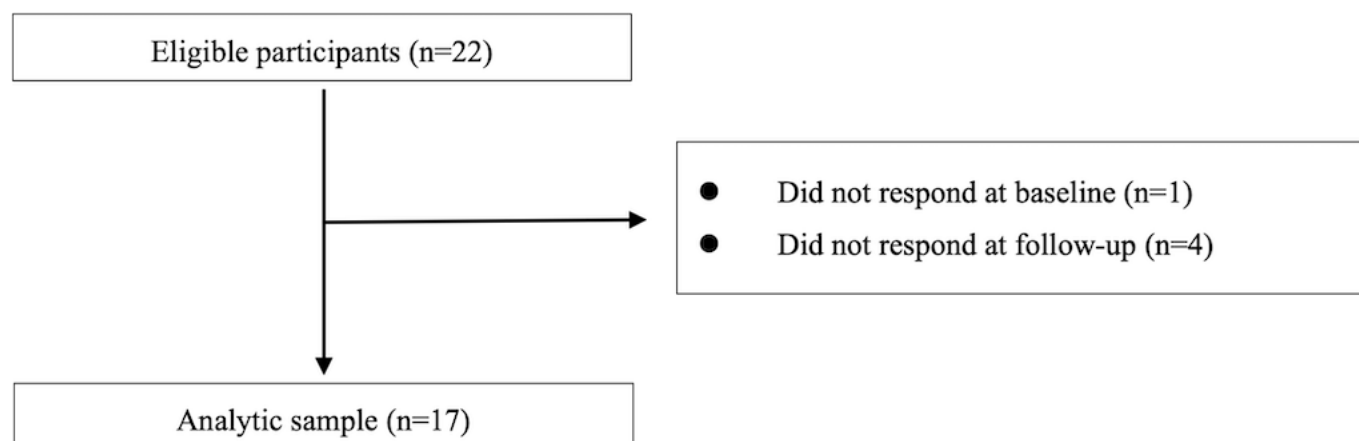 Eligible participants (n=22)
Did not respond at baseline (n=1)
Did not respond at follow-up (n=4)
Analytic sample (n=17)